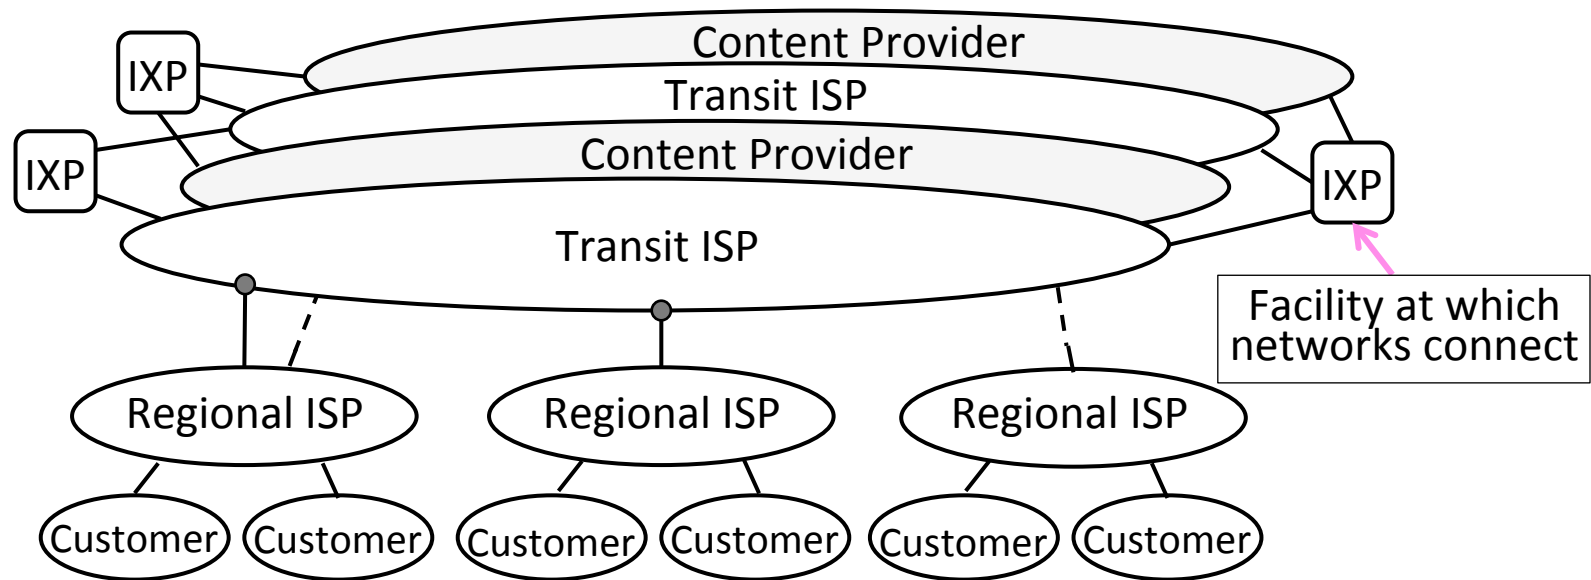 Content Provider
IXP
Transit ISP
Content Provider
IXP
IXP
Transit ISP
Facility at which
networks connect
Regional ISP
Regional ISP
Regional ISP
Customer
Customer
Customer
Customer
Customer
Customer